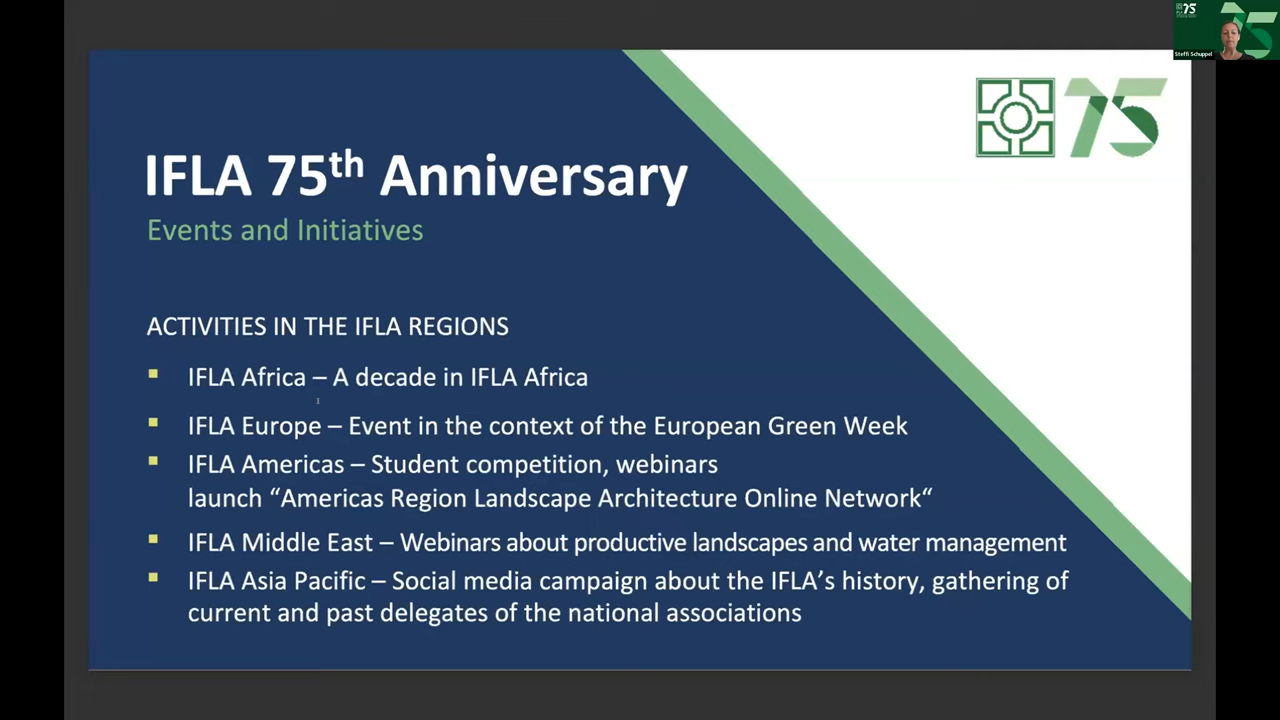 75
Steffi Schuppel
75
IFLA 75th Anniversary
Events and Initiatives
ACTIVITIES IN THE IFLA REGIONS
IFLA Africa – A decade in IFLA Africa
IFLA Europe – Event in the context of the European Green Week
IFLA Americas – Student competition, webinars
launch “Americas Region Landscape Architecture Online Network“
IFLA Middle East – Webinars about productive landscapes and water management
IFLA Asia Pacific – Social media campaign about the IFLA’s history, gathering of
current and past delegates of the national associations